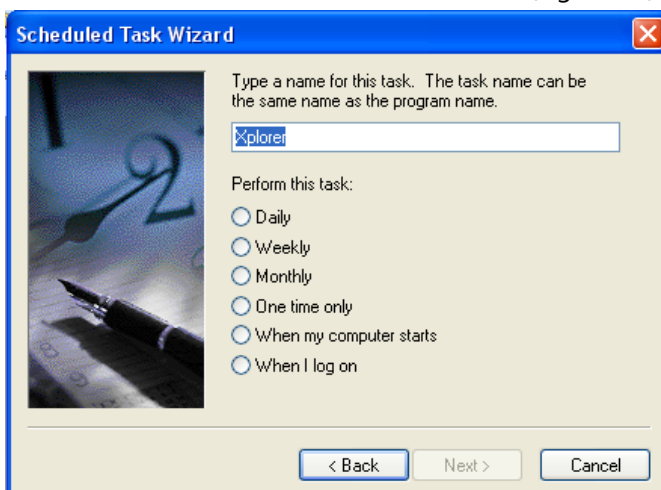 Scheduled Task Wizard
Type a name for this task. The task name can be
the same name as the program name.
Xplorer
Perform this task:
Daily
Weekly
Monthly
One time only
When my computer starts
When I log on
< Back
Next >
Cancel